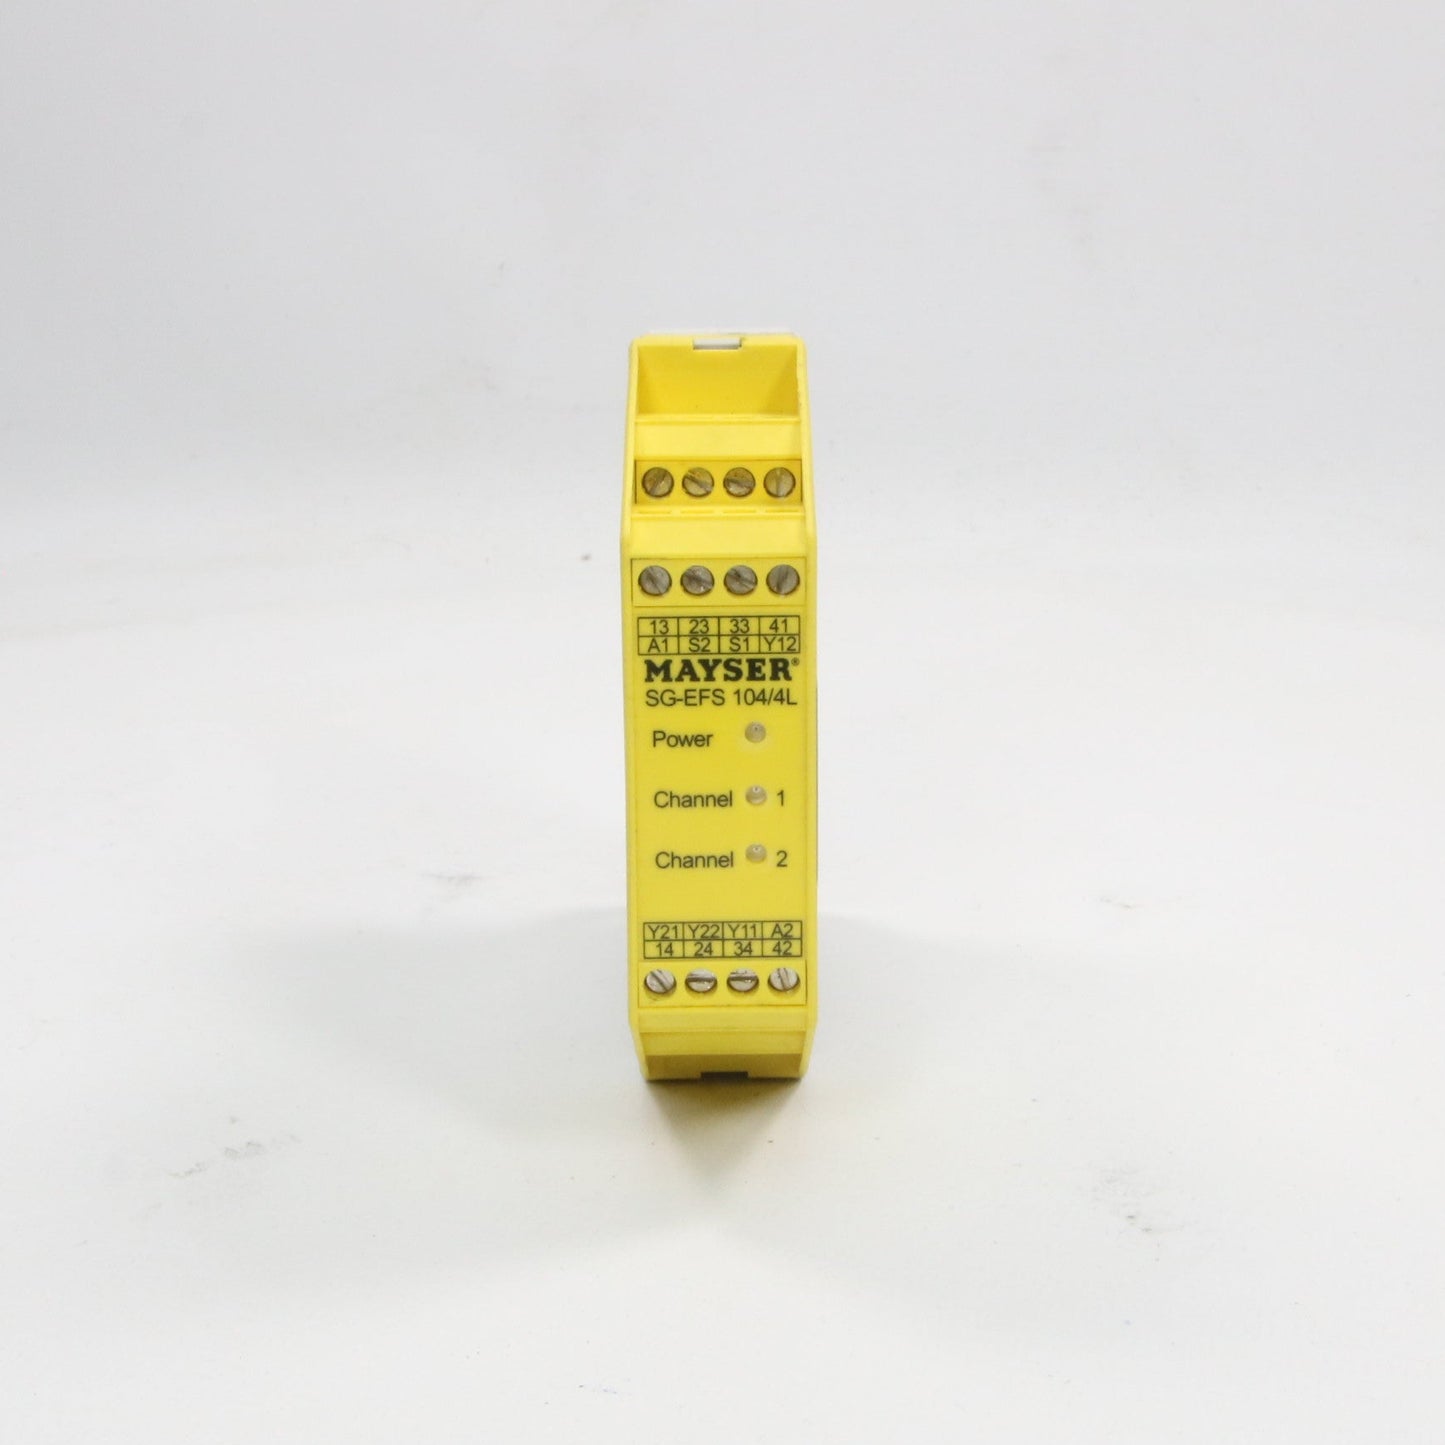 13 23 33 41
A1 S2 S1 Y12
MAYSER®
SG-EFS 104/4L
Power
Channel 1
Channel 2
Y21 Y22 Y11 A2
14 24 34 42